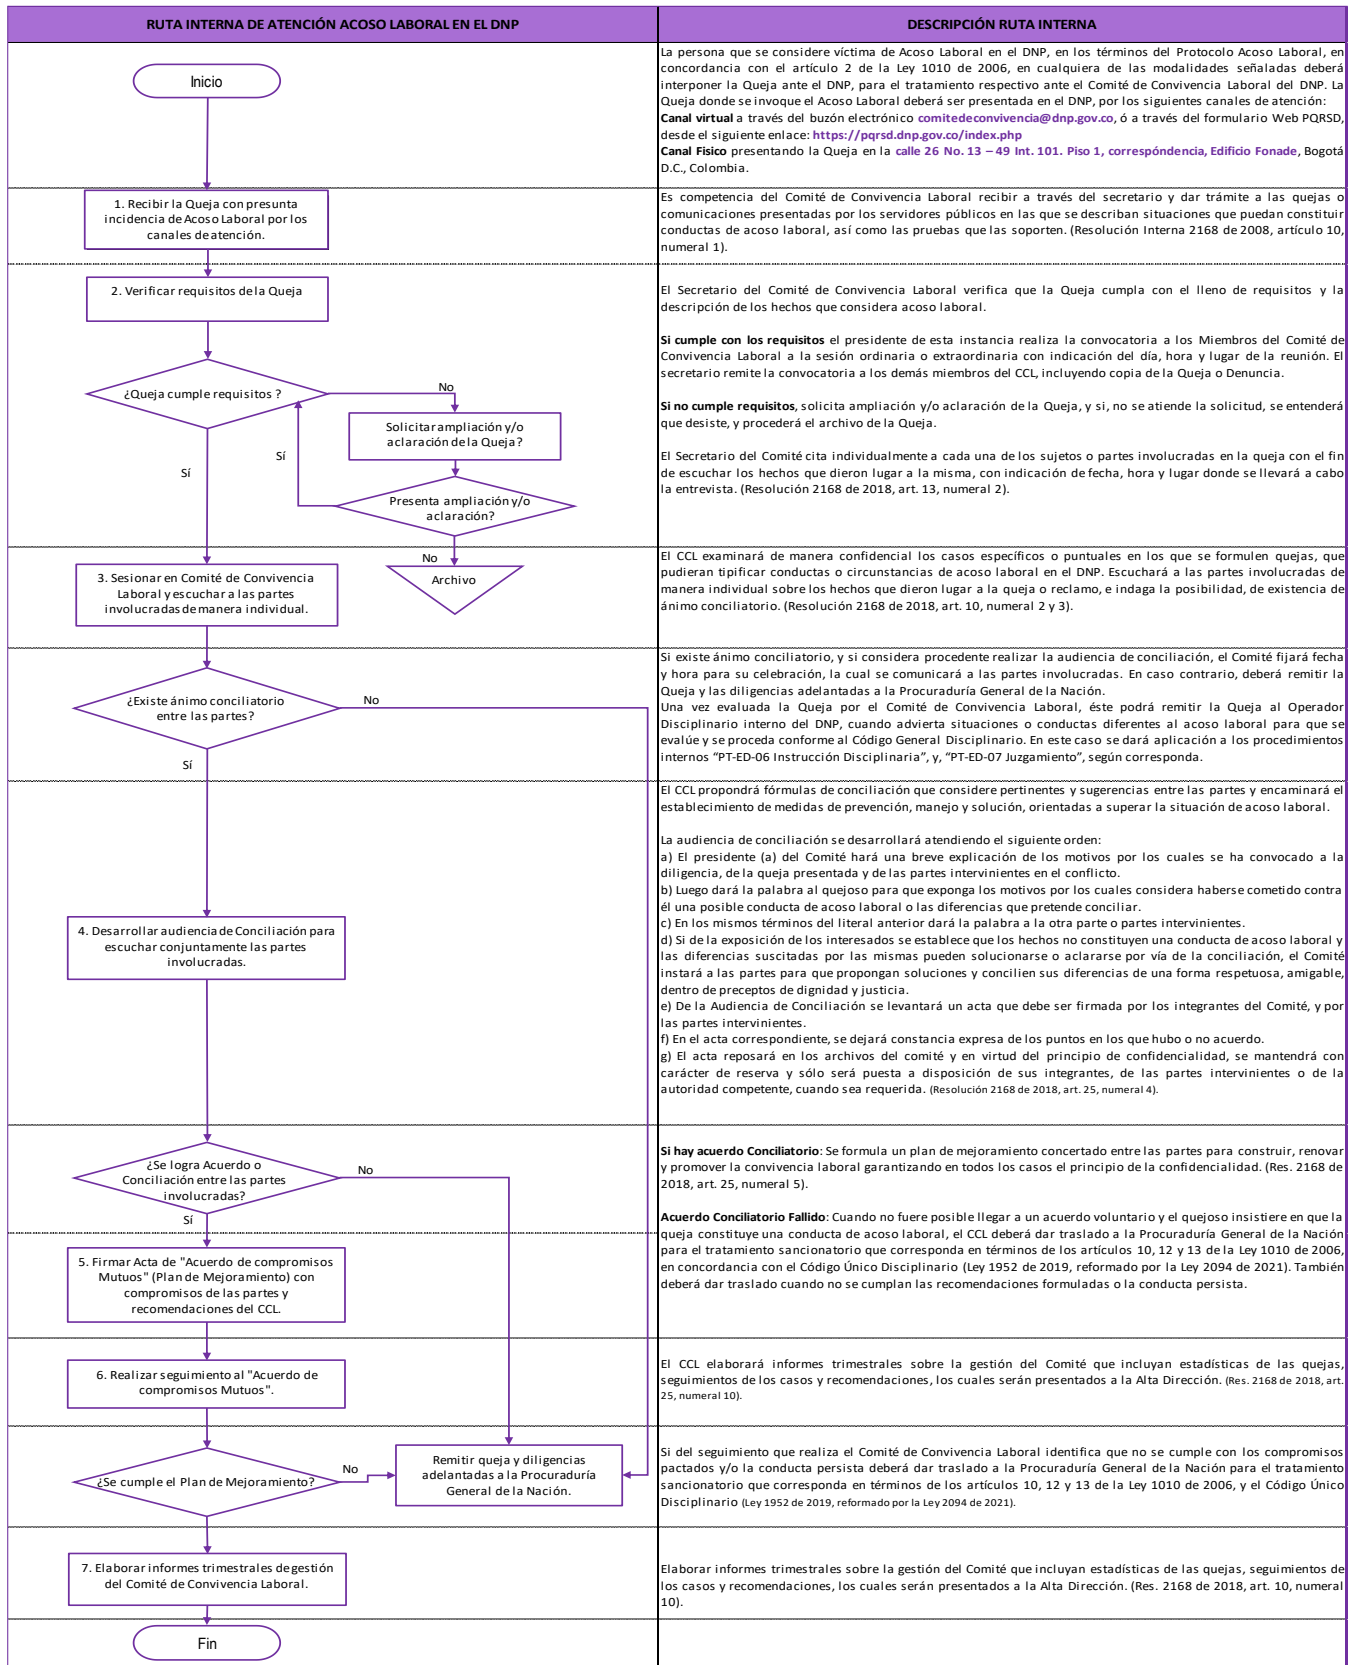 RUTA INTERNA DE ATENCIÓN ACOSO LABORAL EN EL DNP
DESCRIPCIÓN RUTA INTERNA
Inicio
La persona que se considere víctima de Acoso Laboral en el DNP, en los términos del Protocolo Acoso Laboral, en
concordancia con el artículo 2 de la Ley 1010 de 2006, en cualquiera de las modalidades señaladas deberá
interponer la Queja ante el DNP, para el tratamiento respectivo ante el Comité de Convivencia Laboral del DNP. La
Queja donde se invoque el Acoso Laboral deberá ser presentada en el DNP, por los siguientes canales de atención:
Canal virtual a través del buzón electrónico comitedeconvivencia@dnp.gov.co, ó a través del formulario Web PQRSD,
desde el siguiente enlace: https://pqrsd.dnp.gov.co/index.php
Canal Fisico presentando la Queja en la calle 26 No. 13 – 49 Int. 101. Piso 1, correspóndencia, Edificio Fonade, Bogotá
D.C., Colombia.
1. Recibir la Queja con presunta
incidencia de Acoso Laboral por los
canales de atención.
Es competencia del Comité de Convivencia Laboral recibir a través del secretario y dar trámite a las quejas o
comunicaciones presentadas por los servidores públicos en las que se describan situaciones que puedan constituir
conductas de acoso laboral, así como las pruebas que las soporten. (Resolución Interna 2168 de 2008, artículo 10,
numeral 1).
2. Verificar requisitos de la Queja
¿Queja cumple requisitos ?
No
Solicitar ampliación y/o
aclaración de la Queja?
Sí
Sí
Presenta ampliación y/o
aclaración?
No
Archivo
El Secretario del Comité de Convivencia Laboral verifica que la Queja cumpla con el lleno de requisitos y la
descripción de los hechos que considera acoso laboral.
Si cumple con los requisitos el presidente de esta instancia realiza la convocatoria a los Miembros del Comité de
Convivencia Laboral a la sesión ordinaria o extraordinaria con indicación del día, hora y lugar de la reunión. El
secretario remite la convocatoria a los demás miembros del CCL, incluyendo copia de la Queja o Denuncia.
Si no cumple requisitos, solicita ampliación y/o aclaración de la Queja, y si, no se atiende la solicitud, se entenderá
que desiste, y procederá el archivo de la Queja.
El Secretario del Comité cita individualmente a cada una de los sujetos o partes involucradas en la queja con el fin
de escuchar los hechos que dieron lugar a la misma, con indicación de fecha, hora y lugar donde se llevará a cabo
la entrevista. (Resolución 2168 de 2018, art. 13, numeral 2).
3. Sesionar en Comité de Convivencia
Laboral y escuchar a las partes
involucradas de manera individual.
El CCL examinará de manera confidencial los casos específicos o puntuales en los que se formulen quejas, que
pudieran tipificar conductas o circunstancias de acoso laboral en el DNP. Escuchará a las partes involucradas de
manera individual sobre los hechos que dieron lugar a la queja o reclamo, e indaga la posibilidad, de existencia de
ánimo conciliatorio. (Resolución 2168 de 2018, art. 10, numeral 2 y 3).
¿Existe ánimo conciliatorio
entre las partes?
No
Sí
Si existe ánimo conciliatorio, y si considera procedente realizar la audiencia de conciliación, el Comité fijará fecha
y hora para su celebración, la cual se comunicará a las partes involucradas. En caso contrario, deberá remitir la
Queja y las diligencias adelantadas a la Procuraduría General de la Nación.
Una vez evaluada la Queja por el Comité de Convivencia Laboral, éste podrá remitir la Queja al Operador
Disciplinario interno del DNP, cuando advierta situaciones o conductas diferentes al acoso laboral para que se
evalúe y se proceda conforme al Código General Disciplinario. En este caso se dará aplicación a los procedimientos
internos “PT-ED-06 Instrucción Disciplinaria”, y, “PT-ED-07 Juzgamiento”, según corresponda.
4. Desarrollar audiencia de Conciliación para
escuchar conjuntamente las partes
involucradas.
El CCL propondrá fórmulas de conciliación que considere pertinentes y sugerencias entre las partes y encaminará el
establecimiento de medidas de prevención, manejo y solución, orientadas a superar la situación de acoso laboral.
La audiencia de conciliación se desarrollará atendiendo el siguiente orden:
a) El presidente (a) del Comité hará una breve explicación de los motivos por los cuales se ha convocado a la
diligencia, de la queja presentada y de las partes intervinientes en el conflicto.
b) Luego dará la palabra al quejoso para que exponga los motivos por los cuales considera haberse cometido contra
él una posible conducta de acoso laboral o las diferencias que pretende conciliar.
c) En los mismos términos del literal anterior dará la palabra a la otra parte o partes intervinientes.
d) Si de la exposición de los interesados se establece que los hechos no constituyen una conducta de acoso laboral y
las diferencias suscitadas por las mismas pueden solucionarse o aclararse por vía de la conciliación, el Comité
instará a las partes para que propongan soluciones y concilien sus diferencias de una forma respetuosa, amigable,
dentro de preceptos de dignidad y justicia.
e) De la Audiencia de Conciliación se levantará un acta que debe ser firmada por los integrantes del Comité, y por
las partes intervinientes.
f) En el acta correspondiente, se dejará constancia expresa de los puntos en los que hubo o no acuerdo.
g) El acta reposará en los archivos del comité y en virtud del principio de confidencialidad, se mantendrá con
carácter de reserva y sólo será puesta a disposición de sus integrantes, de las partes intervinientes o de la
autoridad competente, cuando sea requerida. (Resolución 2168 de 2018, art. 25, numeral 4).
¿Se logra Acuerdo o
Conciliación entre las partes
involucradas?
No
Sí
5. Firmar Acta de "Acuerdo de compromisos
Mutuos" (Plan de Mejoramiento) con
compromisos de las partes y
recomendaciones del CCL.
Si hay acuerdo Conciliatorio: Se formula un plan de mejoramiento concertado entre las partes para construir, renovar
y promover la convivencia laboral garantizando en todos los casos el principio de la confidencialidad. (Res. 2168 de
2018, art. 25, numeral 5).
Acuerdo Conciliatorio Fallido: Cuando no fuere posible llegar a un acuerdo voluntario y el quejoso insistiere en que la
queja constituye una conducta de acoso laboral, el CCL deberá dar traslado a la Procuraduría General de la Nación
para el tratamiento sancionatorio que corresponda en términos de los artículos 10, 12 y 13 de la Ley 1010 de 2006,
en concordancia con el Código Único Disciplinario (Ley 1952 de 2019, reformado por la Ley 2094 de 2021). También
deberá dar traslado cuando no se cumplan las recomendaciones formuladas o la conducta persista.
6. Realizar seguimiento al "Acuerdo de
compromisos Mutuos".
El CCL elaborará informes trimestrales sobre la gestión del Comité que incluyan estadísticas de las quejas,
seguimientos de los casos y recomendaciones, los cuales serán presentados a la Alta Dirección. (Res. 2168 de 2018, art.
25, numeral 10).
¿Se cumple el Plan de Mejoramiento?
No
Remitir queja y diligencias
adelantadas a la Procuraduría
General de la Nación.
Si del seguimiento que realiza el Comité de Convivencia Laboral identifica que no se cumple con los compromisos
pactados y/o la conducta persista deberá dar traslado a la Procuraduría General de la Nación para el tratamiento
sancionatorio que corresponda en términos de los artículos 10, 12 y 13 de la Ley 1010 de 2006, y el Código Único
Disciplinario (Ley 1952 de 2019, reformado por la Ley 2094 de 2021).
7. Elaborar informes trimestrales de gestión
del Comité de Convivencia Laboral.
Elaborar informes trimestrales sobre la gestión del Comité que incluyan estadísticas de las quejas, seguimientos de
los casos y recomendaciones, los cuales serán presentados a la Alta Dirección. (Res. 2168 de 2018, art. 10, numeral
10).
Fin